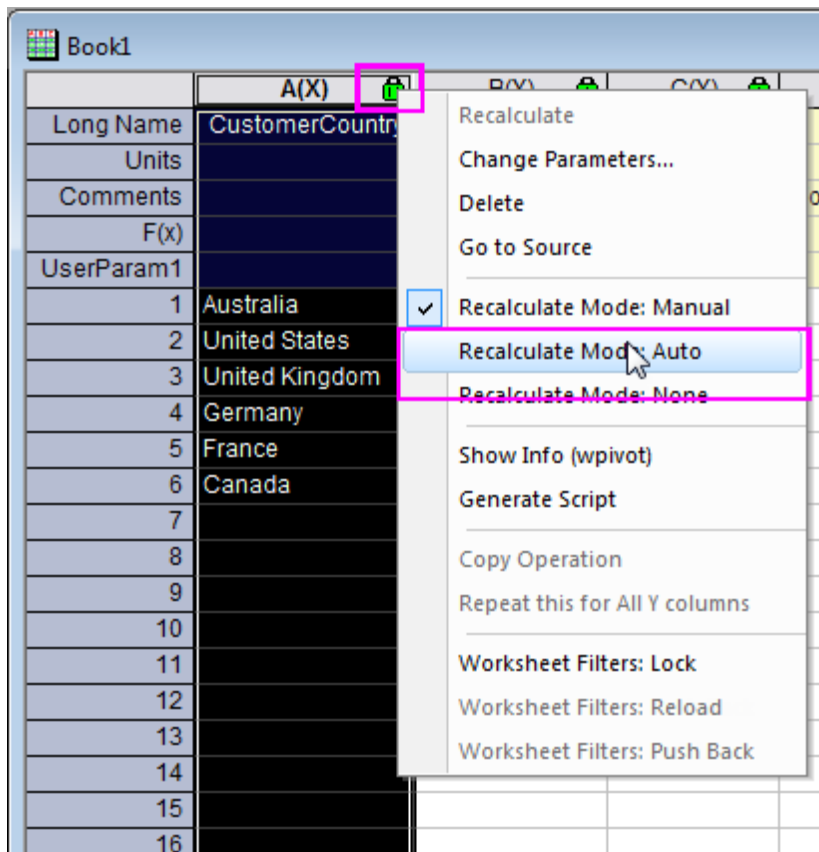 Book1
A(X) B(Y) C(Y)
Long Name CustomerCountry
Units
Comments
F(x)
UserParam1
1 Australia
2 United States
3 United Kingdom
4 Germany
5 France
6 Canada
7
8
9
10
11
12
13
14
15
16
Recalculate
Change Parameters...
Delete
Go to Source
Recalculate Mode: Manual
Recalculate Mode: Auto
Recalculate Mode: None
Show Info (wpivot)
Generate Script
Copy Operation
Repeat this for All Y columns
Worksheet Filters: Lock
Worksheet Filters: Reload
Worksheet Filters: Push Back